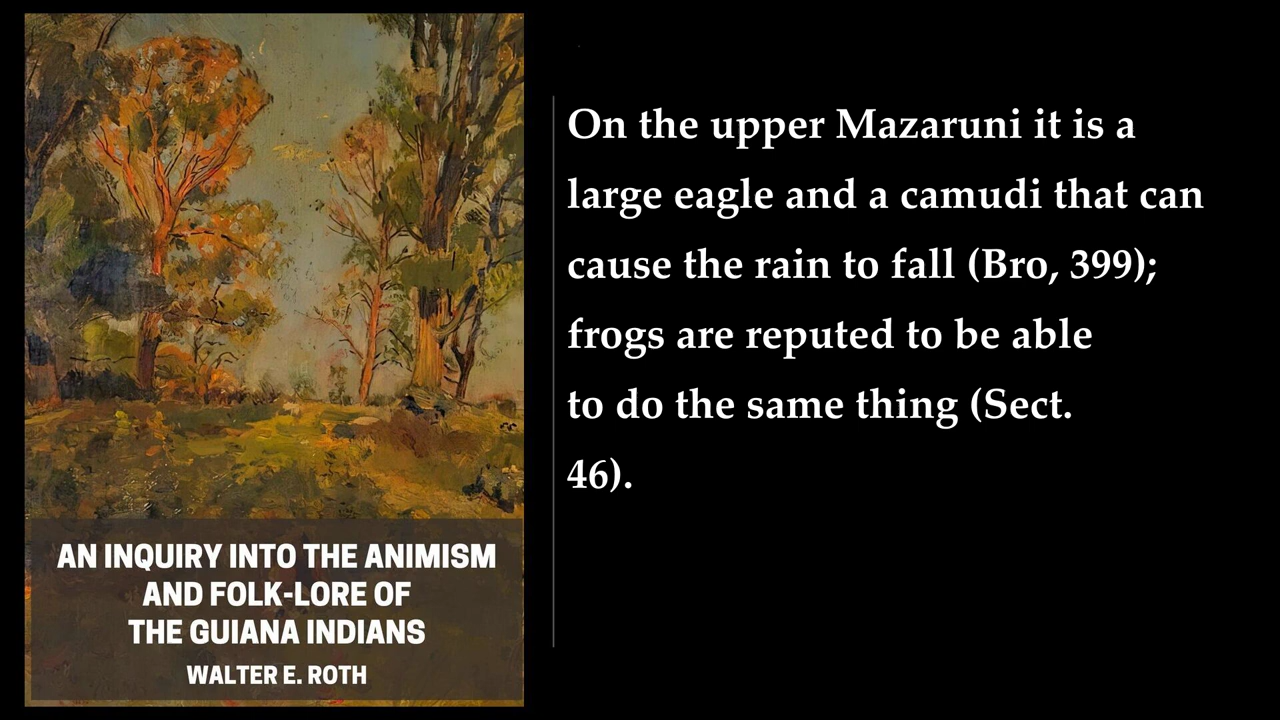 On the upper Mazaruni it is a
large eagle and a camudi that can
cause the rain to fall (Bro, 399);
frogs are reputed to be able
to do the same thing (Sect.
46).
AN INQUIRY INTO THE ANIMISM
AND FOLK-LORE OF
THE GUIANA INDIANS
WALTER E. ROTH